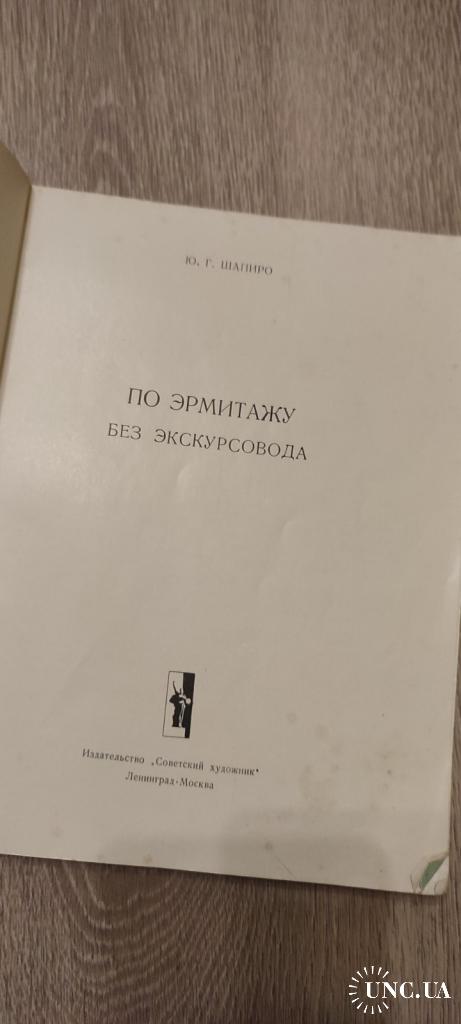 Ю. Г. ШАПИРО
ПО ЭРМИТАЖУ
БЕЗ ЭКСКУРСОВОДА
Издательство „Советский художник"
Ленинград-Москва
UNC.UA